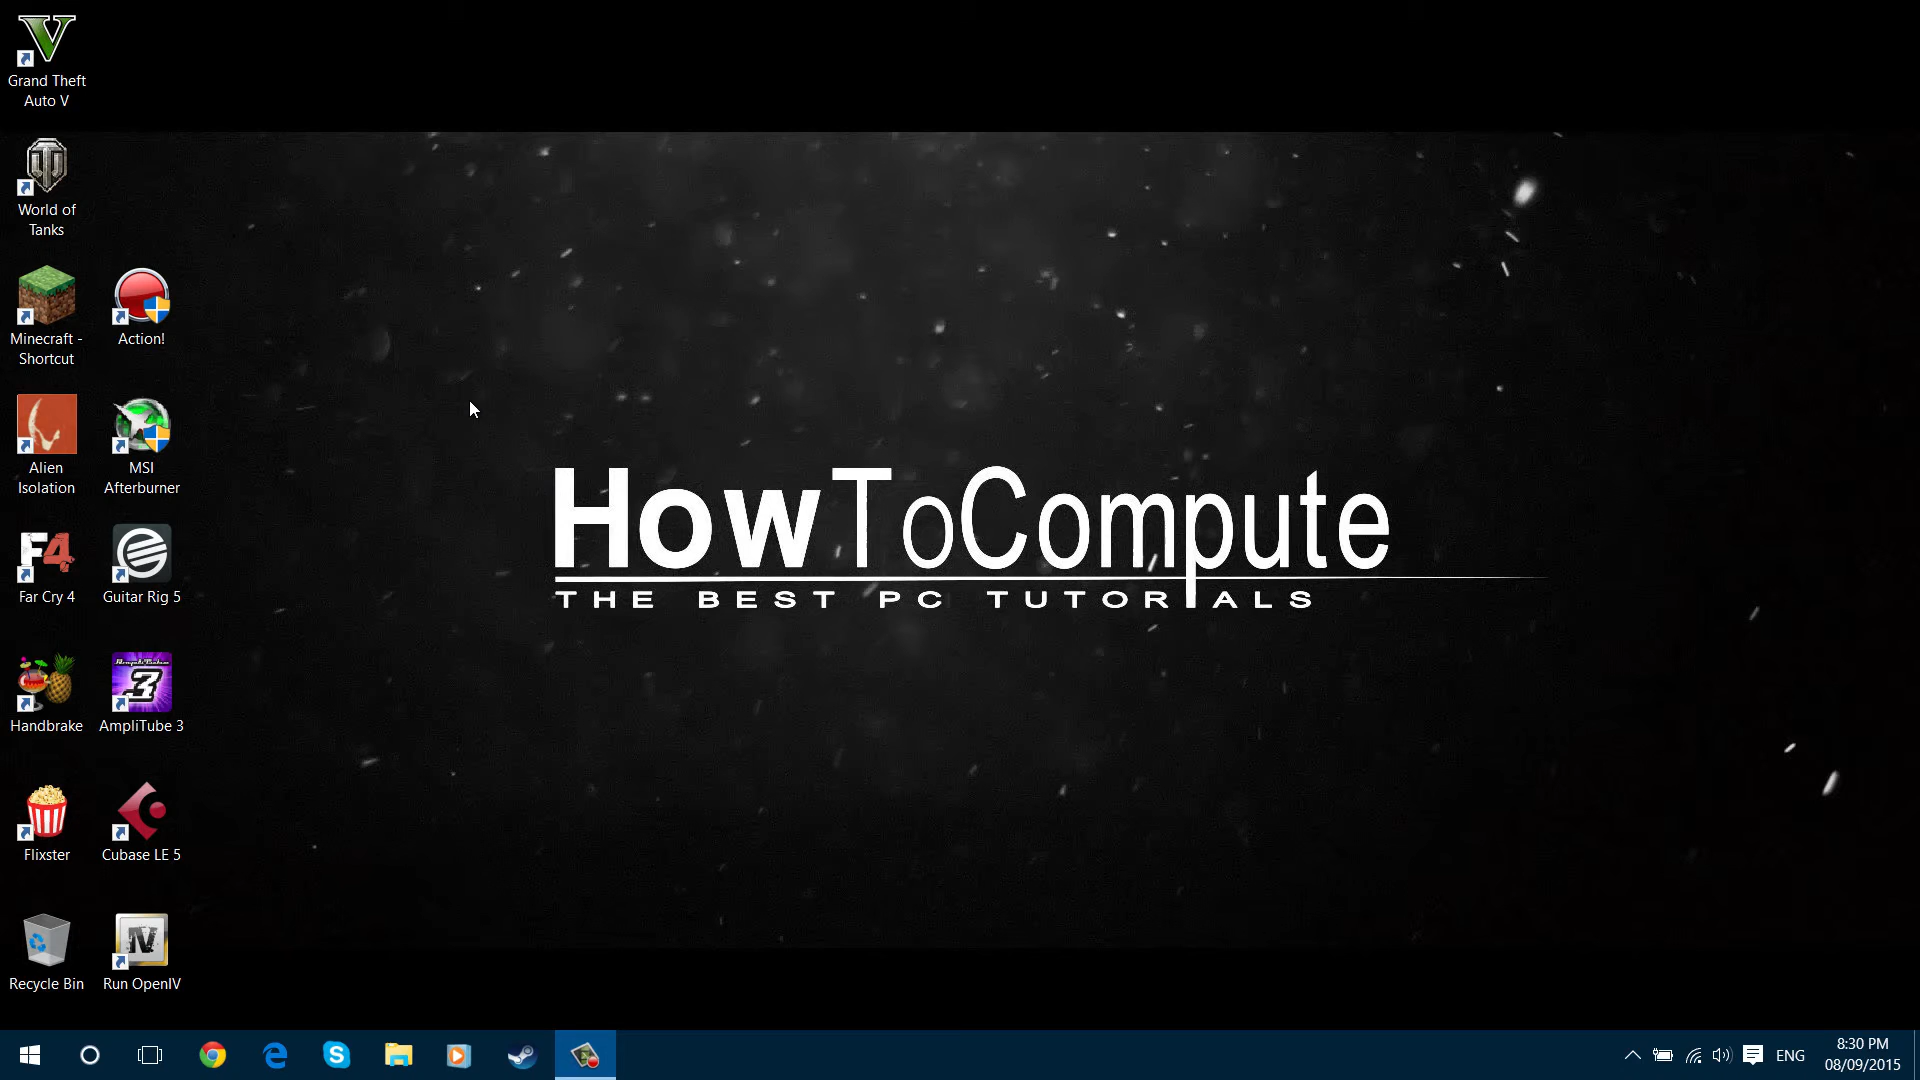 Grand Theft
Auto V
World of
Tanks
Minecraft -
Shortcut
Action!
Alien
Isolation
MSI
Afterburner
F4
Far Cry 4
Guitar Rig 5
3
Handbrake
AmpliTube 3
Flixster
Cubase LE 5
IV
Recycle Bin
Run OpenIV
HowToCompute
THE BEST PC TUTORIALS
ENG
8:30 PM
08/09/2015